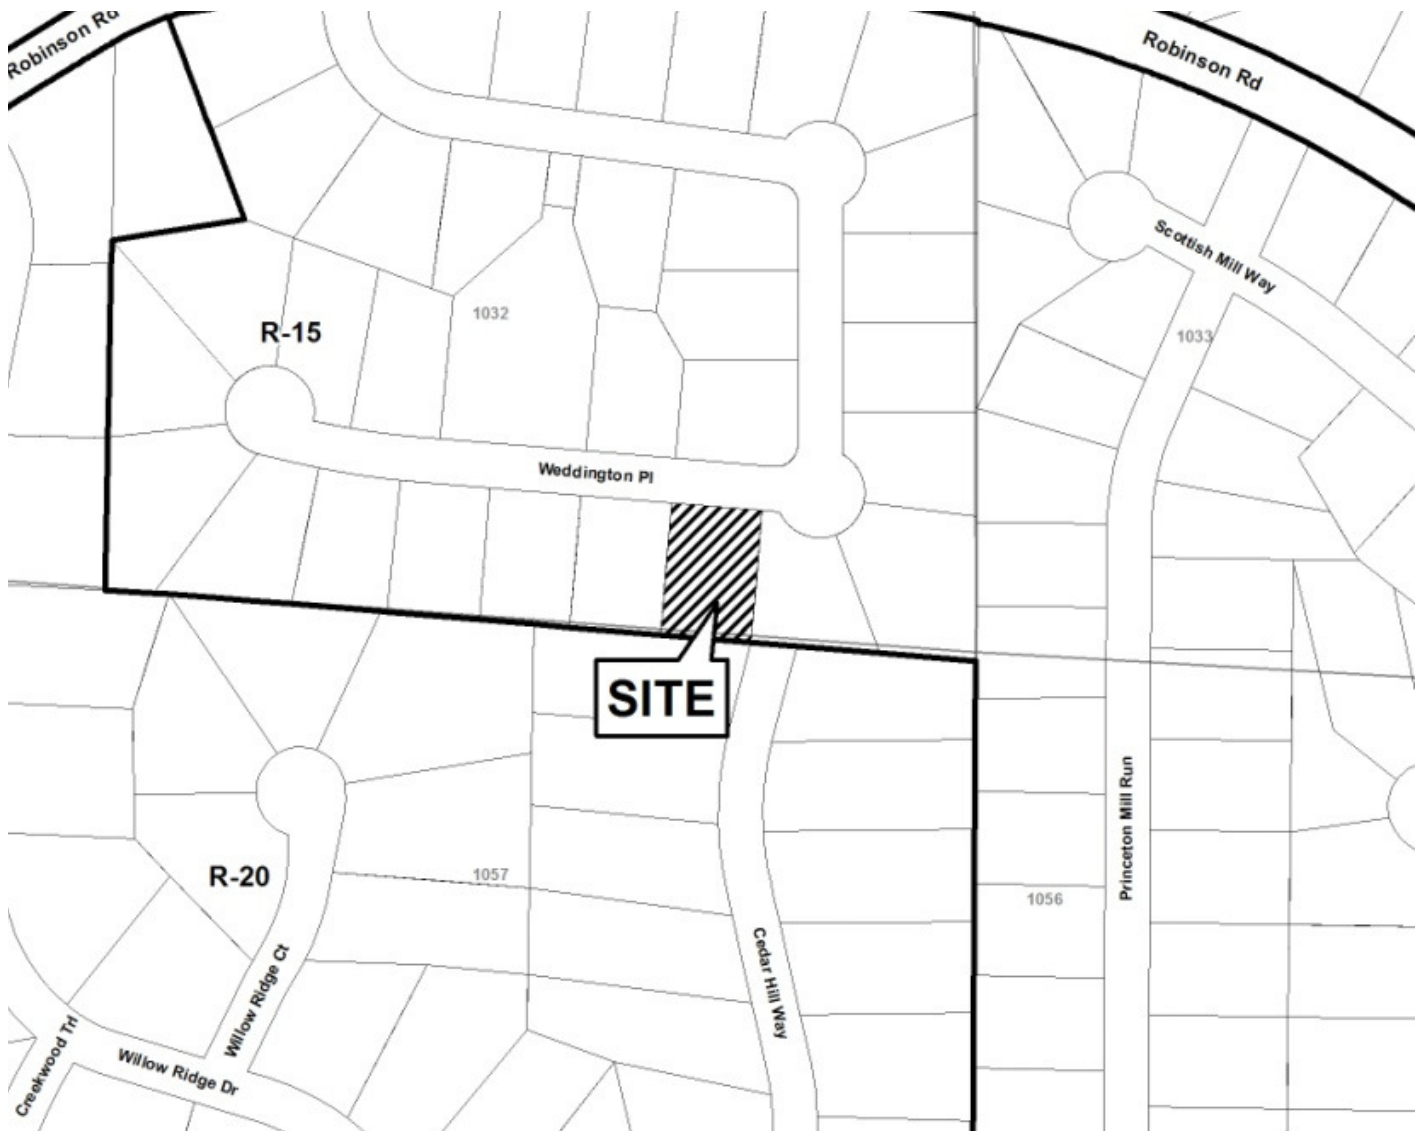 Robinson Rd
Robinson Rd
Scottish Mill Way
1032
R-15
1033
Weddington Pl
SITE
Princeton Mill Run
R-20
1057
1056
Cedar Hill Way
Willow Ridge Ct
Creekwood Trl
Willow Ridge Dr